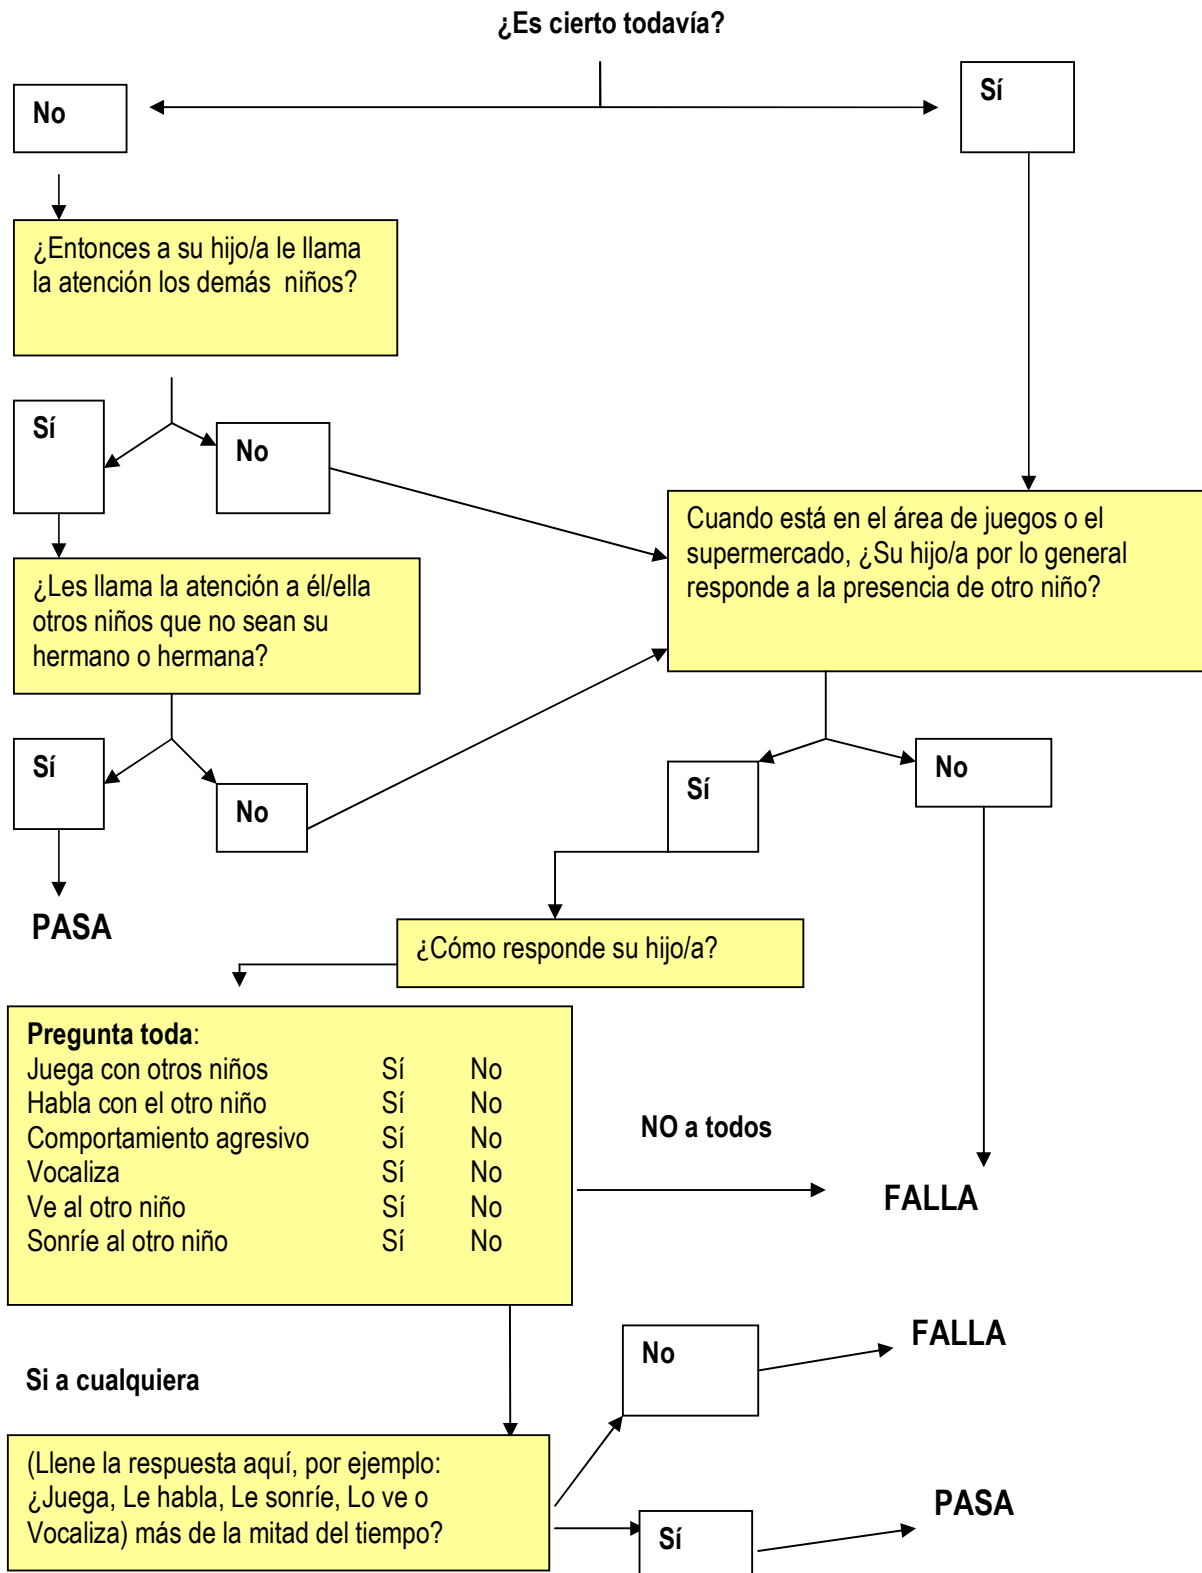 ¿Es cierto todavía?
No
Sí
¿Entonces a su hijo/a le llama
la atención los demás niños?
Sí
No
Cuando está en el área de juegos o el
supermercado, ¿Su hijo/a por lo general
responde a la presencia de otro niño?
¿Les llama la atención a él/ella
otros niños que no sean su
hermano o hermana?
Sí
No
Sí
No
PASA
¿Cómo responde su hijo/a?
Pregunta toda:
Juega con otros niños Sí No
Habla con el otro niño Sí No
Comportamiento agresivo Sí No
Vocaliza Sí No
Ve al otro niño Sí No
Sonríe al otro niño Sí No
NO a todos
FALLA
Si a cualquiera
No
FALLA
(Llene la respuesta aquí, por ejemplo:
¿Juega, Le habla, Le sonríe, Lo ve o
Vocaliza) más de la mitad del tiempo?
Sí
PASA